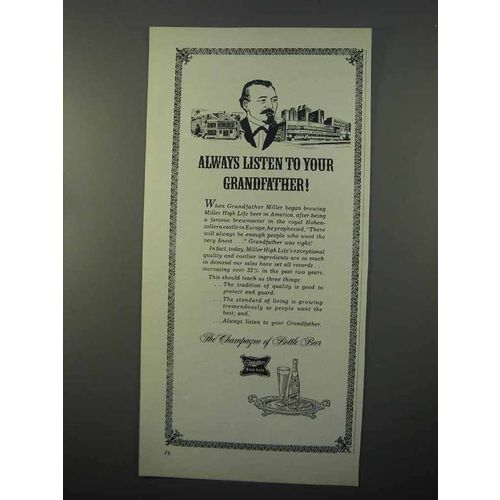 ALWAYS LISTEN TO YOUR
GRANDFATHER!
When Grandfather Miller began brewing
Miller High Life beer in America, after being
a famous brewmaster in the royal Hohen-
zollern castle in Europe, he prophesied, "There
will always be enough people who want the
very finest . . ." Grandfather was right!
In fact, today, Miller High Life's exceptional
quality and costlier ingredients are so much
in demand our sales have set all records . . .
increasing over 32% in the past two years.
This should teach us three things:
. . . The tradition of quality is good to
protect and guard;
. . . The standard of living is growing
tremendously as people want the
best; and,
. . . Always listen to your Grandfather.
The Champagne of Bottle Beer
Miller
HIGH LIFE
76